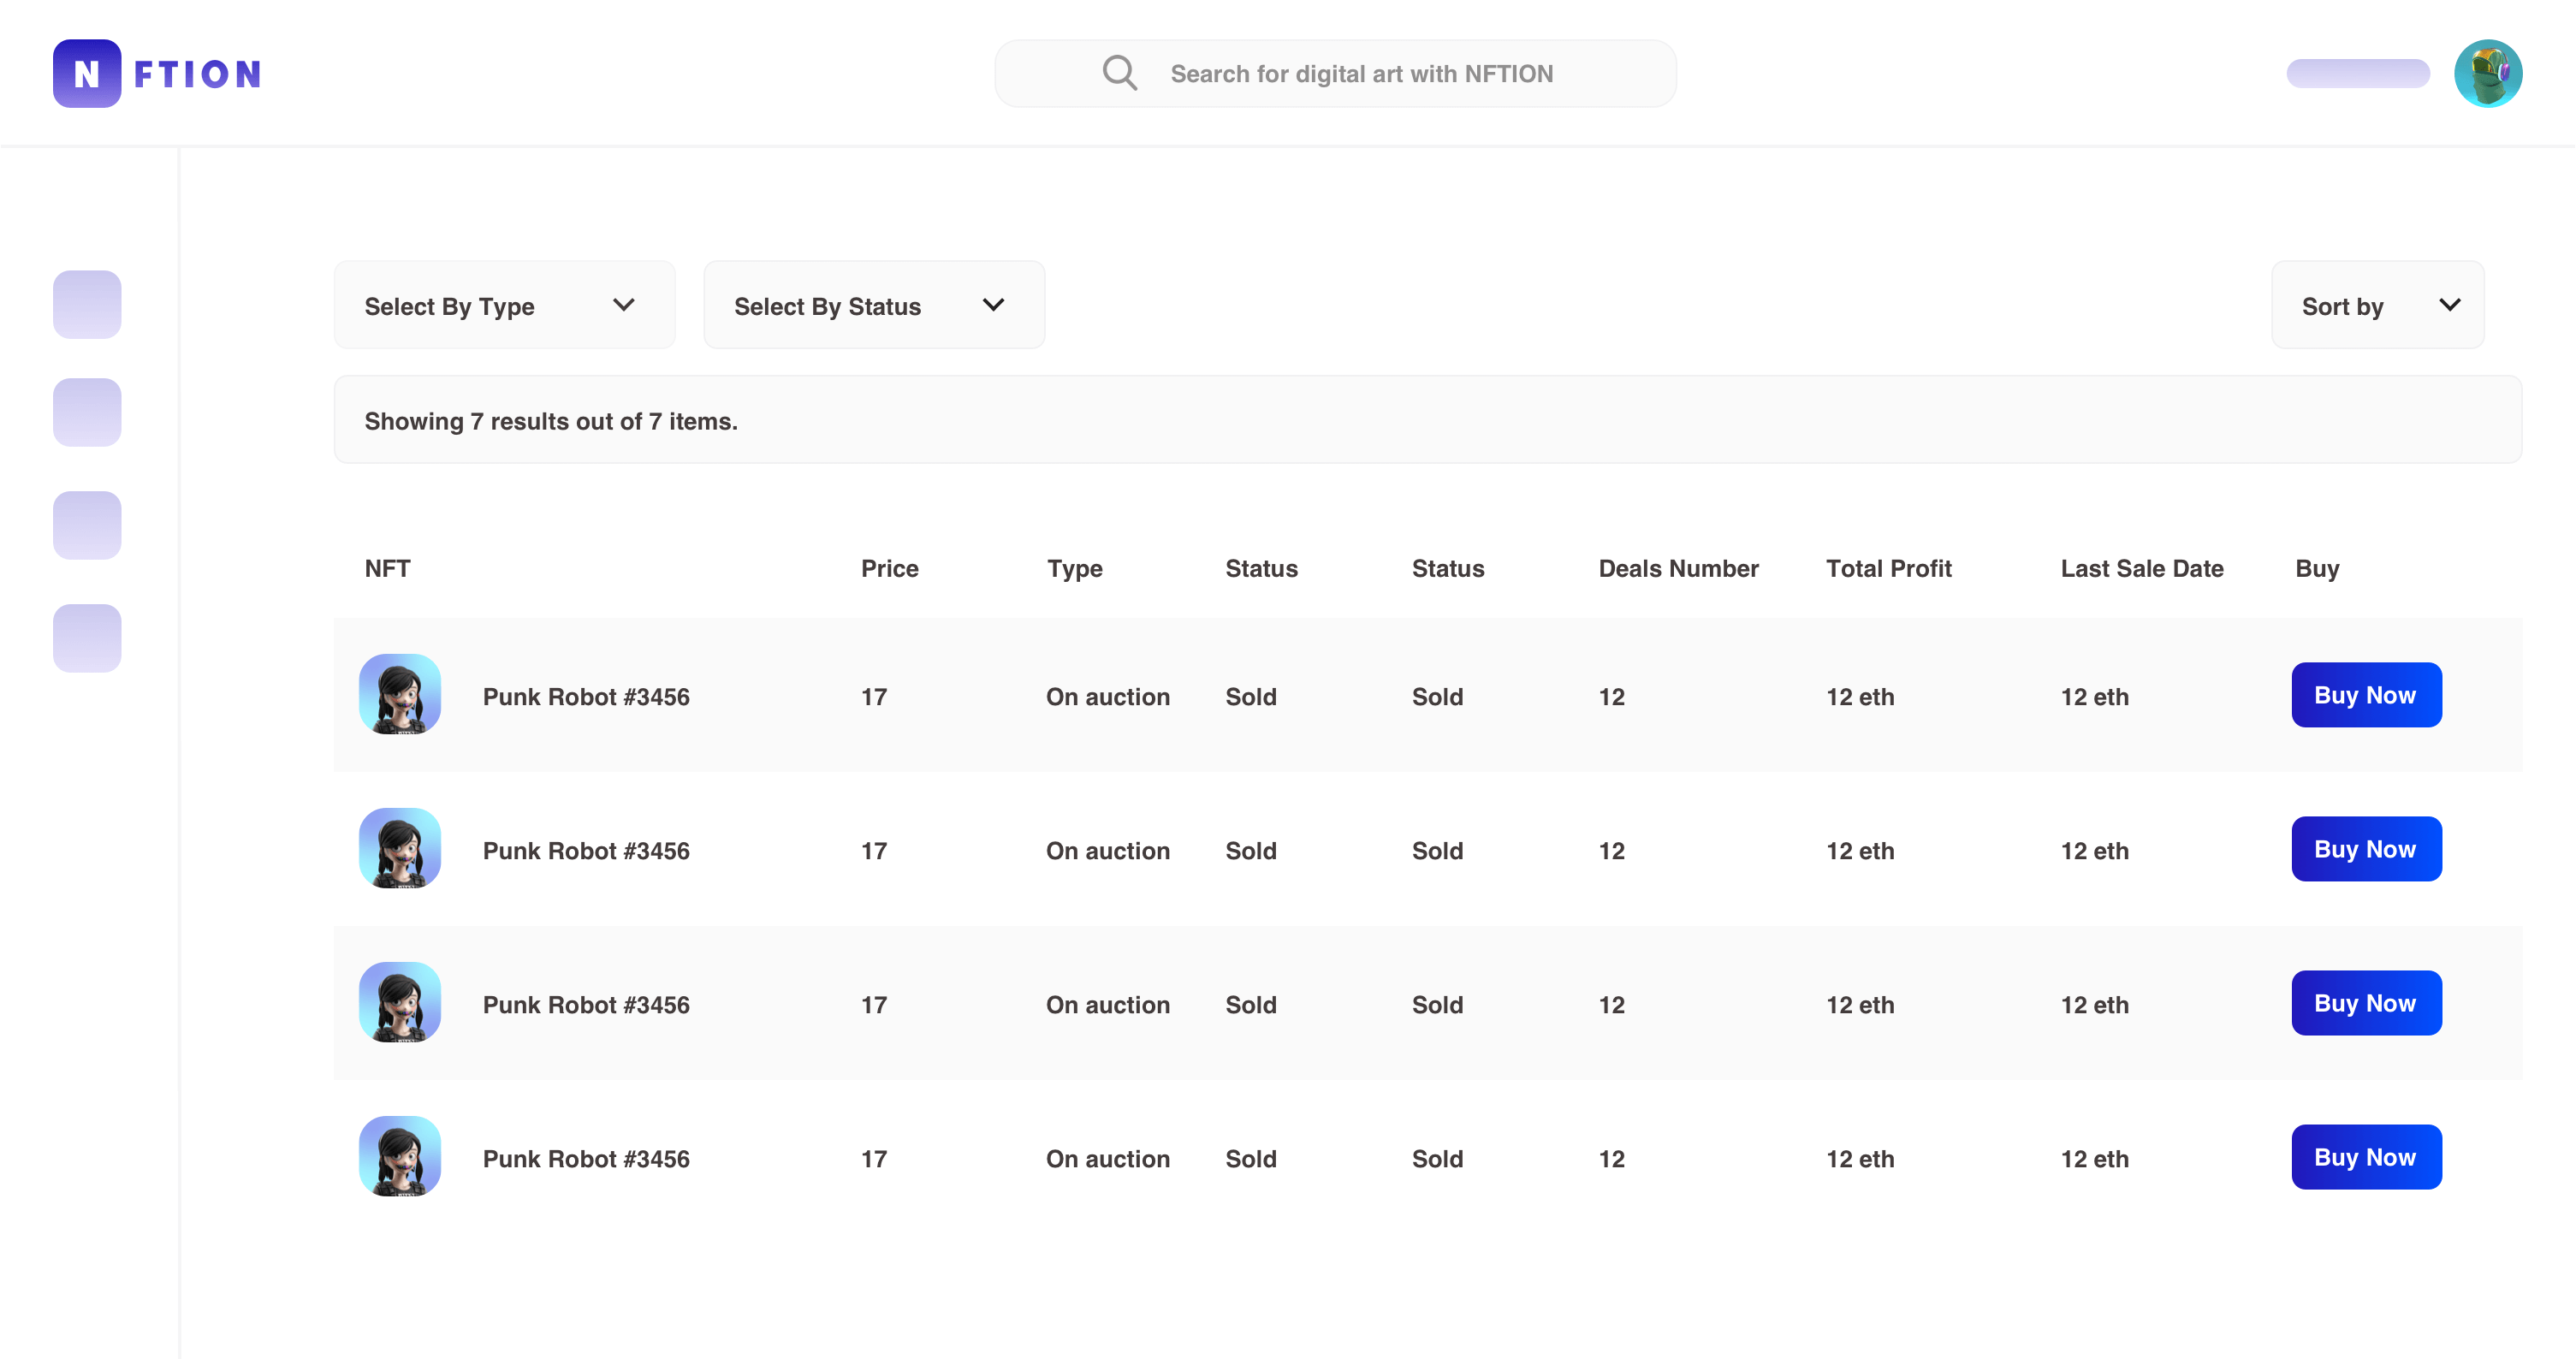 NFTION
Search for digital art with NFTION
Select By Type
Select By Status
Sort by
Showing 7 results out of 7 items.
NFT Price Type Status Status Deals Number Total Profit Last Sale Date Buy
Punk Robot #3456 17 On auction Sold Sold 12 12 eth 12 eth Buy Now
Punk Robot #3456 17 On auction Sold Sold 12 12 eth 12 eth Buy Now
Punk Robot #3456 17 On auction Sold Sold 12 12 eth 12 eth Buy Now
Punk Robot #3456 17 On auction Sold Sold 12 12 eth 12 eth Buy Now